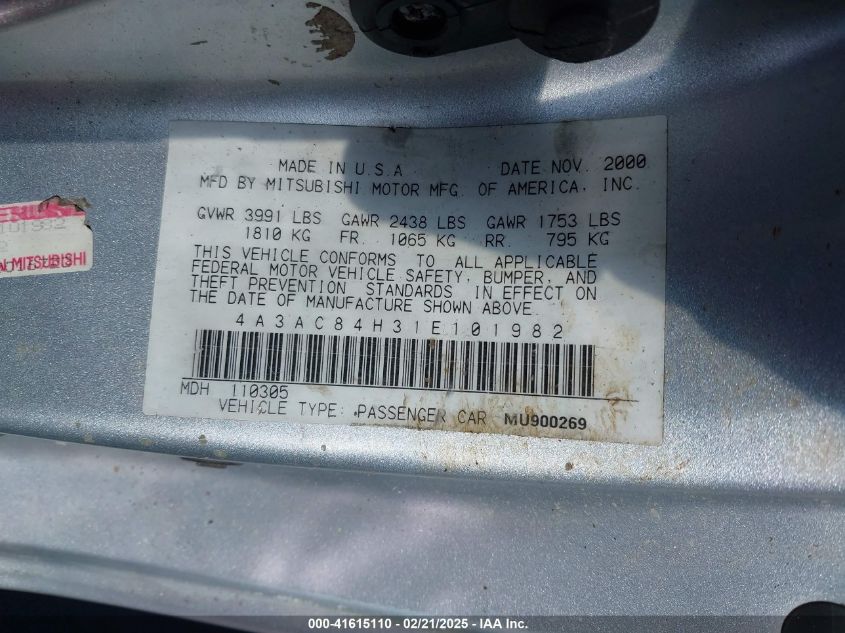 MADE IN U.S.A DATE NOV. 2000
MFD BY MITSUBISHI MOTOR MFG. OF AMERICA, INC.
GVWR 3991 LBS GAWR 2438 LBS GAWR 1753 LBS
1810 KG FR. 1065 KG RR. 795 KG
THIS VEHICLE CONFORMS TO ALL APPLICABLE
FEDERAL MOTOR VEHICLE SAFETY, BUMPER, AND
THEFT PREVENTION STANDARDS IN EFFECT ON
THE DATE OF MANUFACTURE SHOWN ABOVE.
4A3AC84H31E101982
MDH 110305
VEHICLE TYPE: PASSENGER CAR MU900269
MITSUBISHI
000-41615110 - 02/21/2025 - IAA Inc.